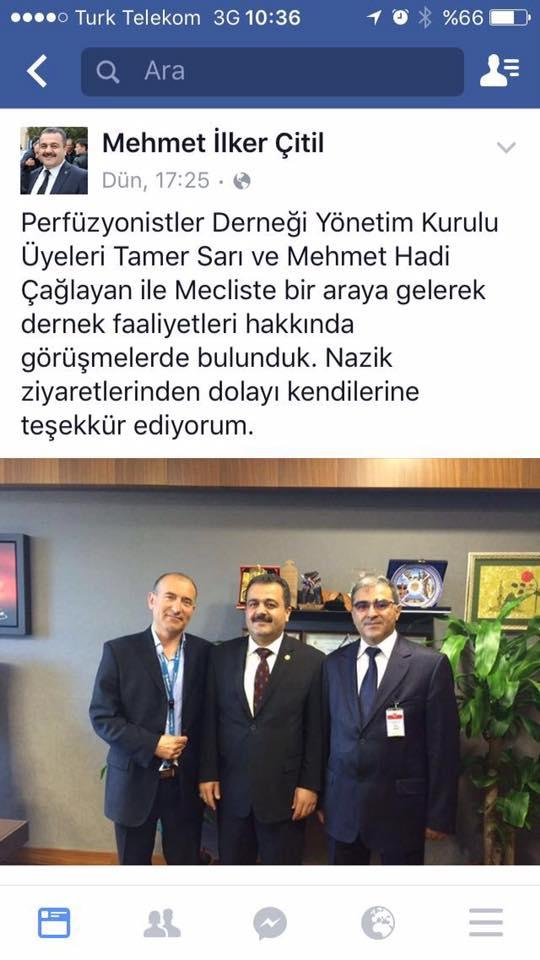 Turk Telekom 3G 10:36 %66
Ara
Mehmet İlker Çitil
Dün, 17:25 ·
Perfüzyonistler Derneği Yönetim Kurulu
Üyeleri Tamer Sarı ve Mehmet Hadi
Çağlayan ile Mecliste bir araya gelerek
dernek faaliyetleri hakkında
görüşmelerde bulunduk. Nazik
ziyaretlerinden dolayı kendilerine
teşekkür ediyorum.